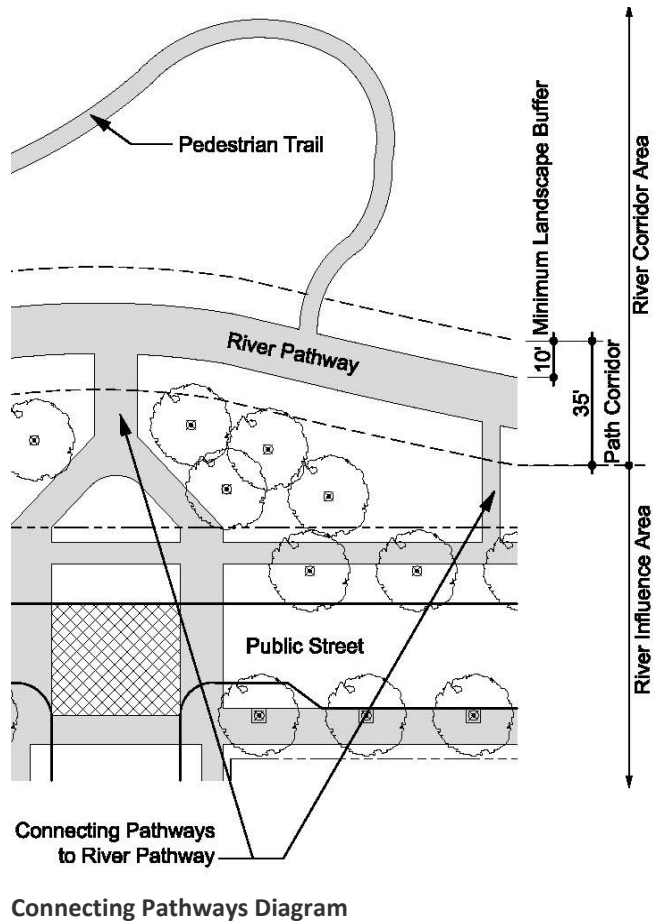 Pedestrian Trail
10' Minimum Landscape Buffer
River Corridor Area
River Pathway
35'
Path Corridor
River Influence Area
Public Street
Connecting Pathways
to River Pathway
Connecting Pathways Diagram